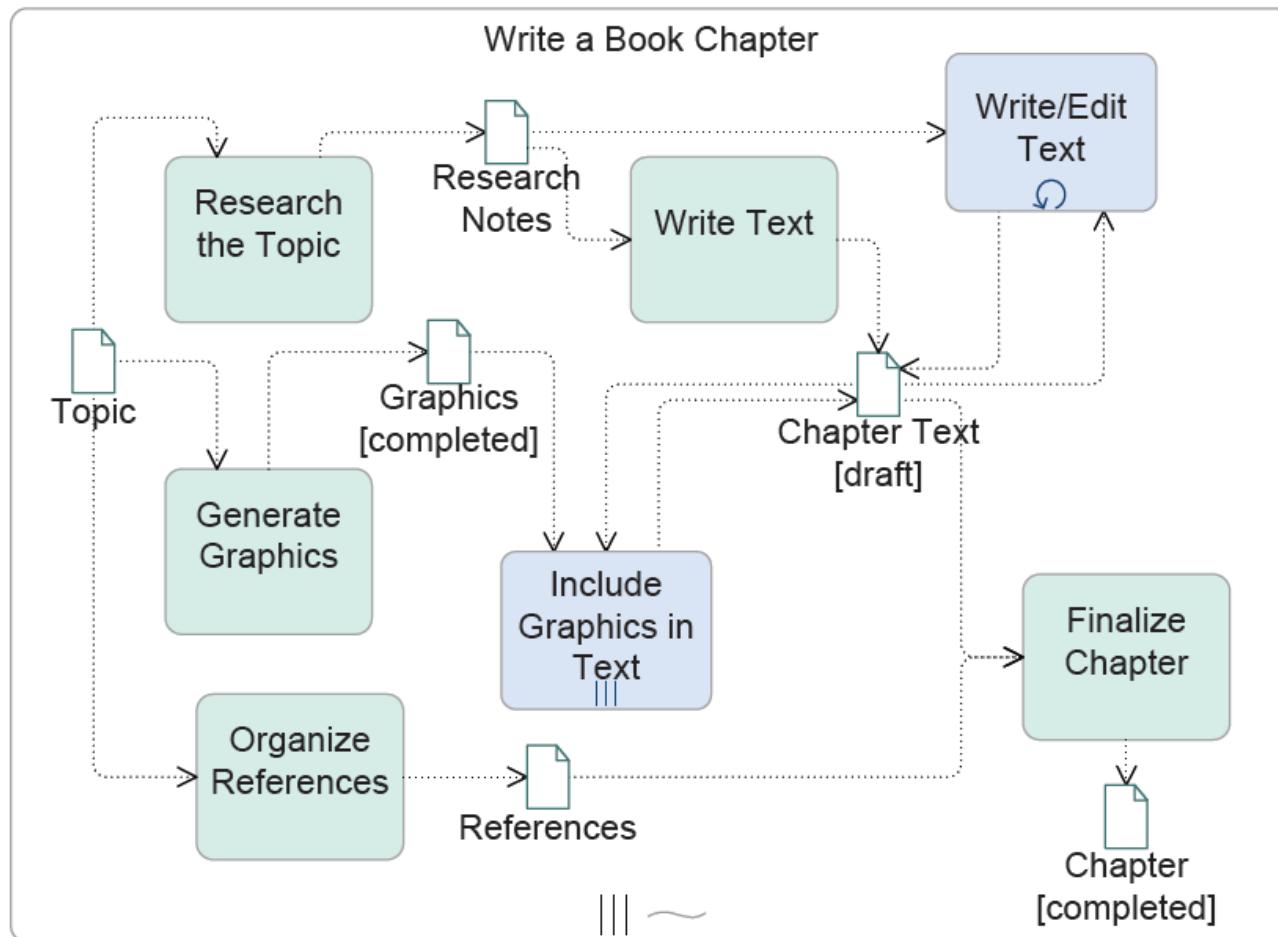 Write a Book Chapter
Write/Edit
Text
Research
the Topic
Research
Notes
Write Text
Topic
Graphics
[completed]
Chapter Text
[draft]
Generate
Graphics
Include
Graphics in
Text
Finalize
Chapter
Organize
References
References
Chapter
[completed]